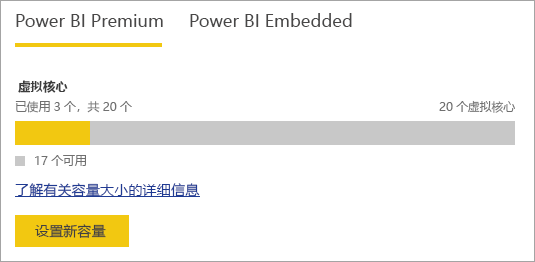 Power BI Premium Power BI Embedded
虚拟核心
已使用 3 个，共 20 个 20 个虚拟核心
17 个可用
了解有关容量大小的详细信息
设置新容量